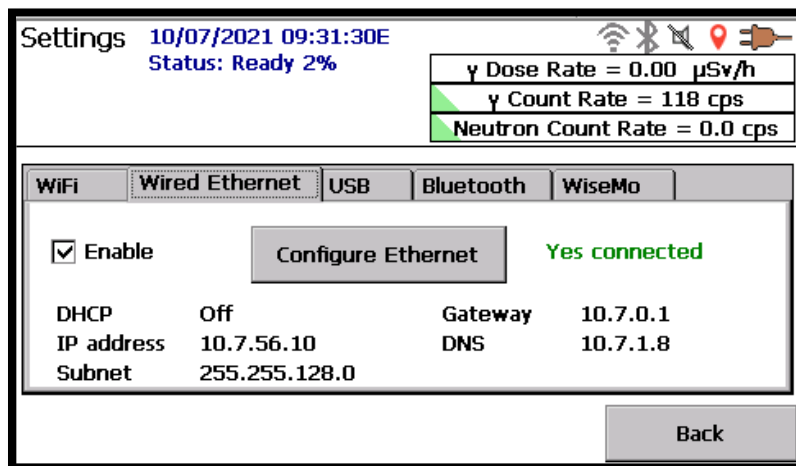 Settings 10/07/2021 09:31:30E
Status: Ready 2%
γ Dose Rate = 0.00 µSv/h
γ Count Rate = 118 cps
Neutron Count Rate = 0.0 cps
WiFi Wired Ethernet USB Bluetooth WiseMo
Enable Configure Ethernet Yes connected
DHCP Off Gateway 10.7.0.1
IP address 10.7.56.10 DNS 10.7.1.8
Subnet 255.255.128.0
Back